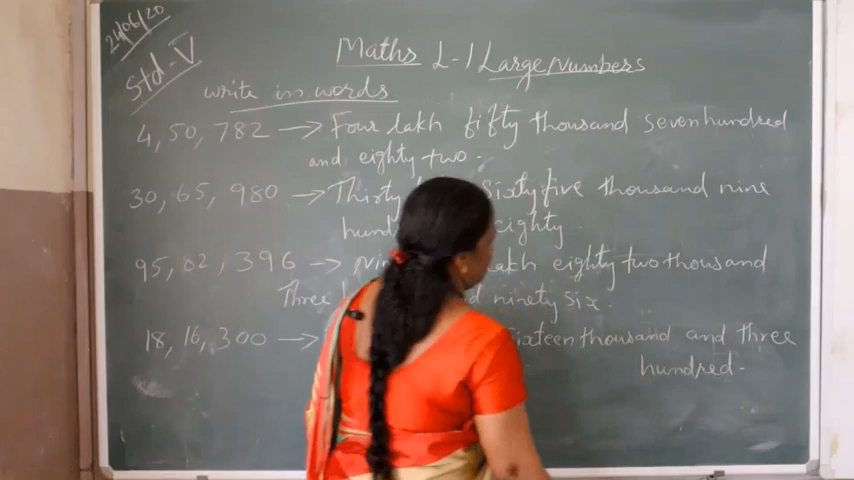 24/06/20
Std-V
Maths L-1 Large Numbers
write in words
4,50,782 → Four lakh fifty thousand seven hundred
and eighty two.
30,65,980 → Thirty Sixty five thousand nine
eighty.
95,82,396 → lakh eighty two thousand
Three ninety six.
18,16,300 → sixteen thousand and three
hundred.